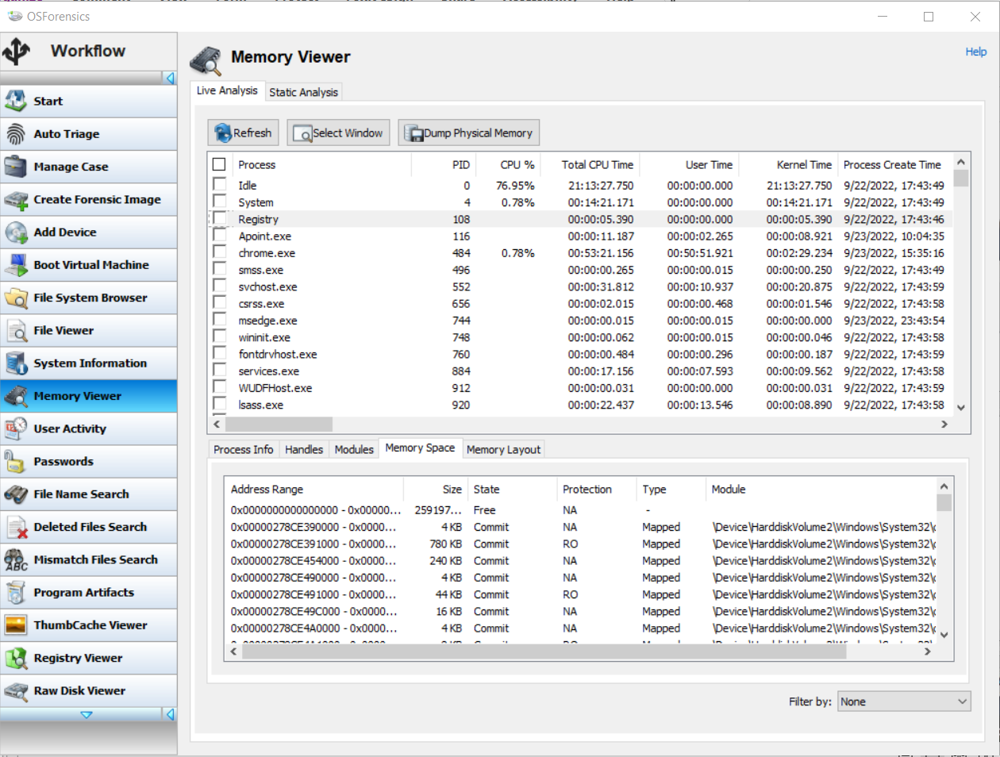 OSForensics
Workflow
Start
Auto Triage
Manage Case
Create Forensic Image
Add Device
Boot Virtual Machine
File System Browser
File Viewer
System Information
Memory Viewer
User Activity
Passwords
File Name Search
Deleted Files Search
Mismatch Files Search
Program Artifacts
ThumbCache Viewer
Registry Viewer
Raw Disk Viewer
Memory Viewer
Help
Live Analysis Static Analysis
Refresh Select Window Dump Physical Memory
Process PID CPU % Total CPU Time User Time Kernel Time Process Create Time
Idle 0 76.95% 21:13:27.750 00:00:00.000 21:13:27.750 9/22/2022, 17:43:49
System 4 0.78% 00:14:21.171 00:00:00.000 00:14:21.171 9/22/2022, 17:43:49
Registry 108 00:00:05.390 00:00:00.000 00:00:05.390 9/22/2022, 17:43:46
Apoint.exe 116 00:00:11.187 00:00:02.265 00:00:08.921 9/23/2022, 10:04:35
chrome.exe 484 0.78% 00:53:21.156 00:50:51.921 00:02:29.234 9/23/2022, 15:35:16
smss.exe 496 00:00:00.265 00:00:00.015 00:00:00.250 9/22/2022, 17:43:49
svchost.exe 552 00:00:31.812 00:00:10.937 00:00:20.875 9/22/2022, 17:43:59
csrss.exe 656 00:00:02.015 00:00:00.468 00:00:01.546 9/22/2022, 17:43:58
msedge.exe 744 00:00:00.015 00:00:00.015 00:00:00.000 9/23/2022, 23:43:54
wininit.exe 748 00:00:00.062 00:00:00.015 00:00:00.046 9/22/2022, 17:43:58
fontdrvhost.exe 760 00:00:00.484 00:00:00.296 00:00:00.187 9/22/2022, 17:43:59
services.exe 884 00:00:17.156 00:00:07.593 00:00:09.562 9/22/2022, 17:43:58
WUDFHost.exe 912 00:00:00.031 00:00:00.000 00:00:00.031 9/22/2022, 17:43:59
lsass.exe 920 00:00:22.437 00:00:13.546 00:00:08.890 9/22/2022, 17:43:58
Process Info Handles Modules Memory Space Memory Layout
Address Range Size State Protection Type Module
0x0000000000000000 - 0x00000... 259197... Free NA -
0x00000278CE390000 - 0x0000... 4 KB Commit NA Mapped \Device\HarddiskVolume2\Windows\System32\
0x00000278CE391000 - 0x0000... 780 KB Commit RO Mapped \Device\HarddiskVolume2\Windows\System32\
0x00000278CE454000 - 0x0000... 240 KB Commit NA Mapped \Device\HarddiskVolume2\Windows\System32\
0x00000278CE490000 - 0x0000... 4 KB Commit NA Mapped \Device\HarddiskVolume2\Windows\System32\
0x00000278CE491000 - 0x0000... 44 KB Commit RO Mapped \Device\HarddiskVolume2\Windows\System32\
0x00000278CE49C000 - 0x0000... 16 KB Commit NA Mapped \Device\HarddiskVolume2\Windows\System32\
0x00000278CE4A0000 - 0x0000... 4 KB Commit NA Mapped \Device\HarddiskVolume2\Windows\System32\
Filter by: None